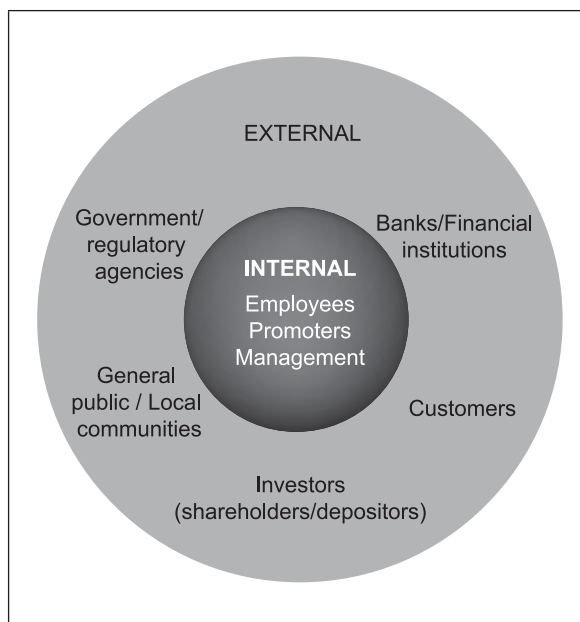 EXTERNAL
Government/
regulatory
agencies
Banks/Financial
institutions
INTERNAL
Employees
Promoters
Management
General
public / Local
communities
Customers
Investors
(shareholders/depositors)